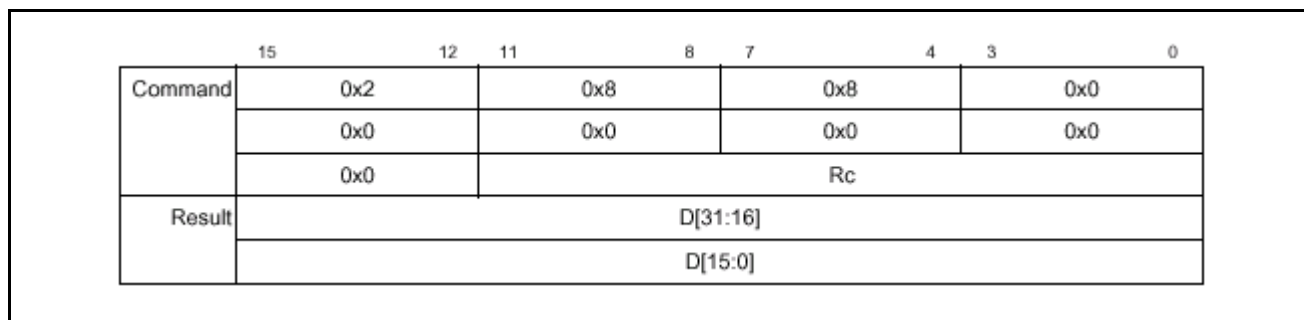 15 12 11 8 7 4 3 0
Command 0x2 0x8 0x8 0x0
0x0 0x0 0x0 0x0
0x0 Rc
Result D[31:16]
D[15:0]